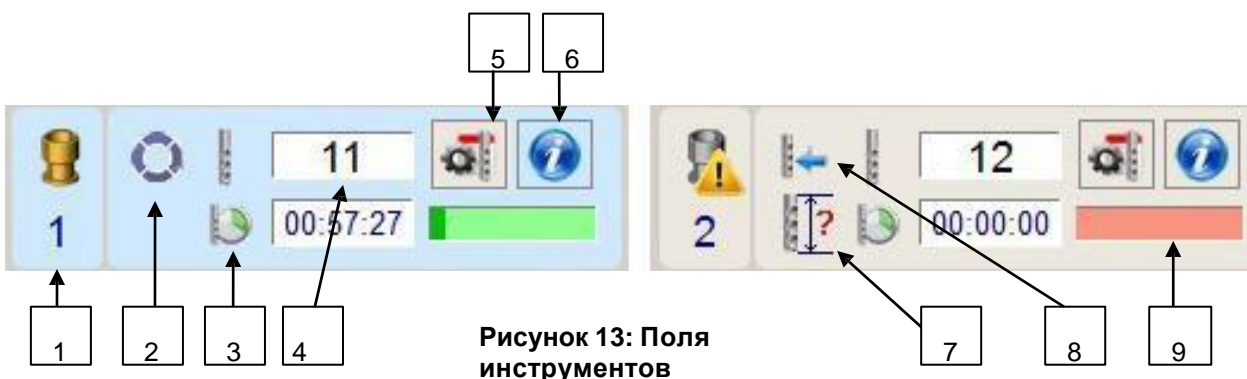 5 6
11 12
1 00:57:27 2 ? 00:00:00
1 2 3 4 7 8 9
Рисунок 13: Поля
инструментов